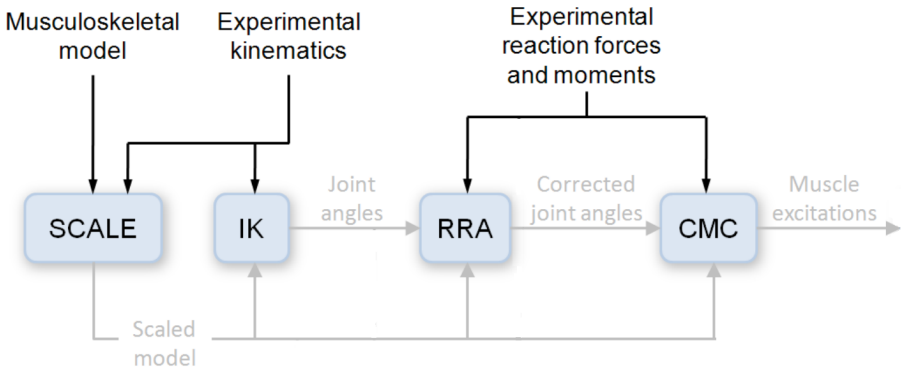 Musculoskeletal
model
Experimental
kinematics
Experimental
reaction forces
and moments
Joint
angles
Corrected
joint angles
Muscle
excitations
SCALE
IK
RRA
CMC
Scaled
model